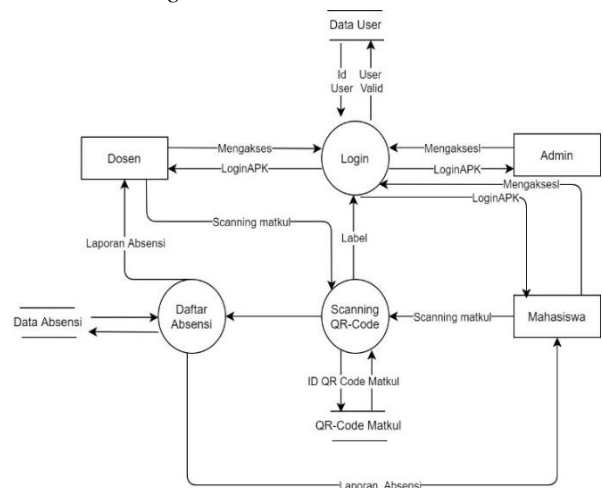 Data User
Id
User
User
Valid
Dosen
Mengakses
LoginAPK
Login
Mengaksesl
LoginAPK
Admin
Mengaksesl
LoginAPK
Scanning matkul
Label
Laporan Absensi
Data Absensi
Daftar
Absensi
Scanning
QR-Code
Scanning matkul
Mahasiswa
ID QR Code Matkul
QR-Code Matkul
Laporan Absensi